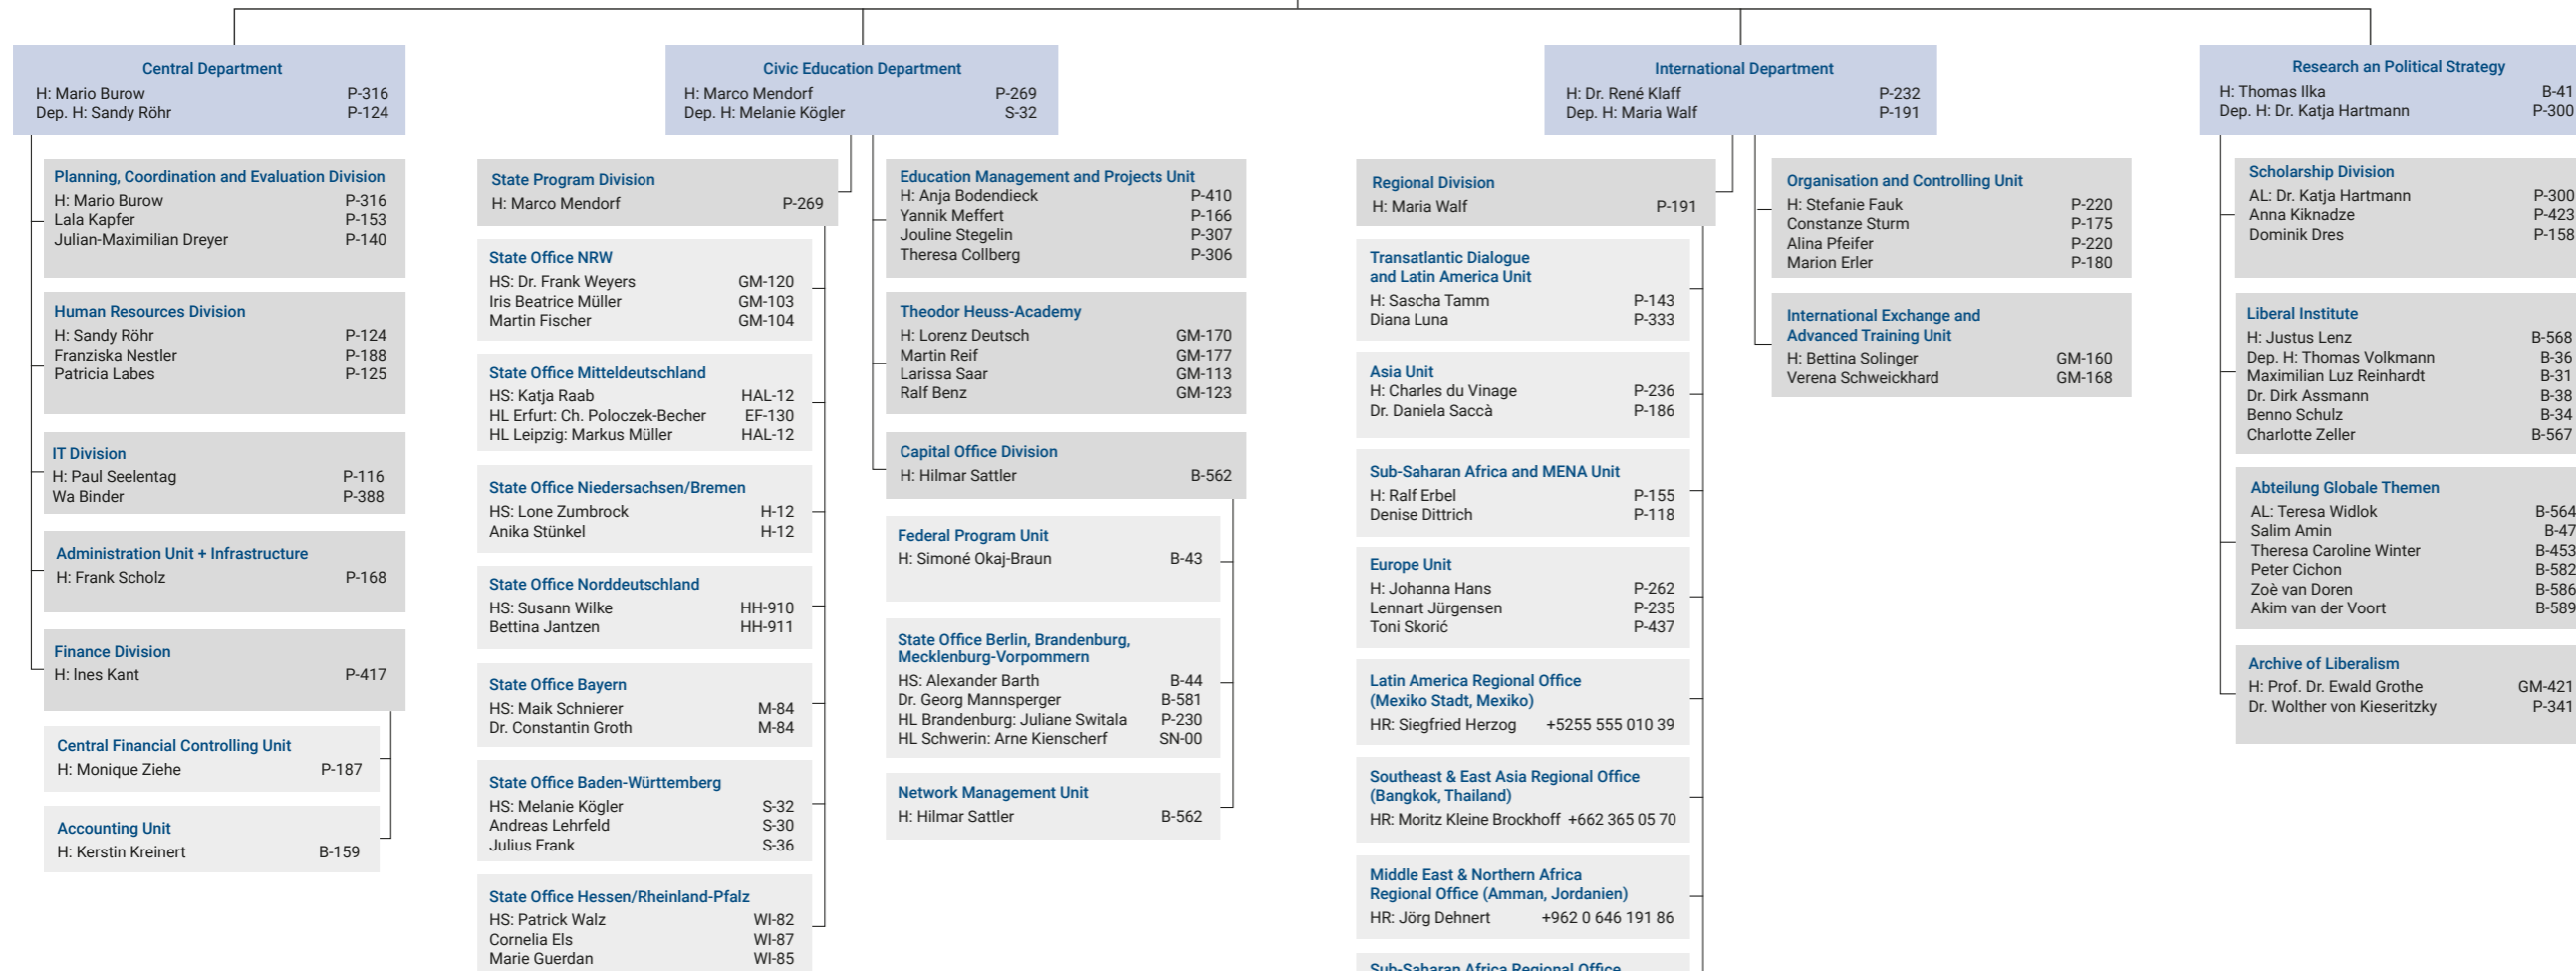 Central Department
H: Mario Burow P-316
Dep. H: Sandy Röhr P-124
Planning, Coordination and Evaluation Division
H: Mario Burow P-316
Lala Kapfer P-153
Julian-Maximilian Dreyer P-140
Human Resources Division
H: Sandy Röhr P-124
Franziska Nestler P-188
Patricia Labes P-125
IT Division
H: Paul Seelentag P-116
Wa Binder P-388
Administration Unit + Infrastructure
H: Frank Scholz P-168
Finance Division
H: Ines Kant P-417
Central Financial Controlling Unit
H: Monique Ziehe P-187
Accounting Unit
H: Kerstin Kreinert B-159
Civic Education Department
H: Marco Mendorf P-269
Dep. H: Melanie Kögler S-32
State Program Division
H: Marco Mendorf P-269
State Office NRW
HS: Dr. Frank Weyers GM-120
Iris Beatrice Müller GM-103
Martin Fischer GM-104
State Office Mitteldeutschland
HS: Katja Raab HAL-12
HL Erfurt: Ch. Poloczek-Becher EF-130
HL Leipzig: Markus Müller HAL-12
State Office Niedersachsen/Bremen
HS: Lone Zumbrock H-12
Anika Stünkel H-12
State Office Norddeutschland
HS: Susann Wilke HH-910
Bettina Jantzen HH-911
State Office Bayern
HS: Maik Schnierer M-84
Dr. Constantin Groth M-84
State Office Baden-Württemberg
HS: Melanie Kögler S-32
Andreas Lehrfeld S-30
Julius Frank S-36
State Office Hessen/Rheinland-Pfalz
HS: Patrick Walz WI-82
Cornelia Els WI-87
Marie Guerdan WI-85
Education Management and Projects Unit
H: Anja Bodendieck P-410
Yannik Meffert P-166
Jouline Stegelin P-307
Theresa Collberg P-306
Theodor Heuss-Academy
H: Lorenz Deutsch GM-170
Martin Reif GM-177
Larissa Saar GM-113
Ralf Benz GM-123
Capital Office Division
H: Hilmar Sattler B-562
Federal Program Unit
H: Simoné Okaj-Braun B-43
State Office Berlin, Brandenburg,
Mecklenburg-Vorpommern
HS: Alexander Barth B-44
Dr. Georg Mannsperger B-581
HL Brandenburg: Juliane Switala P-230
HL Schwerin: Arne Kienscherf SN-00
Network Management Unit
H: Hilmar Sattler B-562
International Department
H: Dr. René Klaff P-232
Dep. H: Maria Walf P-191
Regional Division
H: Maria Walf P-191
Transatlantic Dialogue
and Latin America Unit
H: Sascha Tamm P-143
Diana Luna P-333
Asia Unit
H: Charles du Vinage P-236
Dr. Daniela Saccà P-186
Sub-Saharan Africa and MENA Unit
H: Ralf Erbel P-155
Denise Dittrich P-118
Europe Unit
H: Johanna Hans P-262
Lennart Jürgensen P-235
Toni Skorić P-437
Latin America Regional Office
(Mexiko Stadt, Mexiko)
HR: Siegfried Herzog +5255 555 010 39
Southeast & East Asia Regional Office
(Bangkok, Thailand)
HR: Moritz Kleine Brockhoff +662 365 05 70
Middle East & Northern Africa
Regional Office (Amman, Jordanien)
HR: Jörg Dehnert +962 0 646 191 86
Sub-Saharan Africa Regional Office
Organisation and Controlling Unit
H: Stefanie Fauk P-220
Constanze Sturm P-175
Alina Pfeifer P-220
Marion Erler P-180
International Exchange and
Advanced Training Unit
H: Bettina Solinger GM-160
Verena Schweickhard GM-168
Research an Political Strategy
H: Thomas Ilka B-41
Dep. H: Dr. Katja Hartmann P-300
Scholarship Division
AL: Dr. Katja Hartmann P-300
Anna Kiknadze P-423
Dominik Dres P-158
Liberal Institute
H: Justus Lenz B-568
Dep. H: Thomas Volkmann B-36
Maximilian Luz Reinhardt B-31
Dr. Dirk Assmann B-38
Benno Schulz B-34
Charlotte Zeller B-567
Abteilung Globale Themen
AL: Teresa Widlok B-564
Salim Amin B-47
Theresa Caroline Winter B-453
Peter Cichon B-582
Zoè van Doren B-586
Akim van der Voort B-589
Archive of Liberalism
H: Prof. Dr. Ewald Grothe GM-421
Dr. Wolther von Kieseritzky P-341